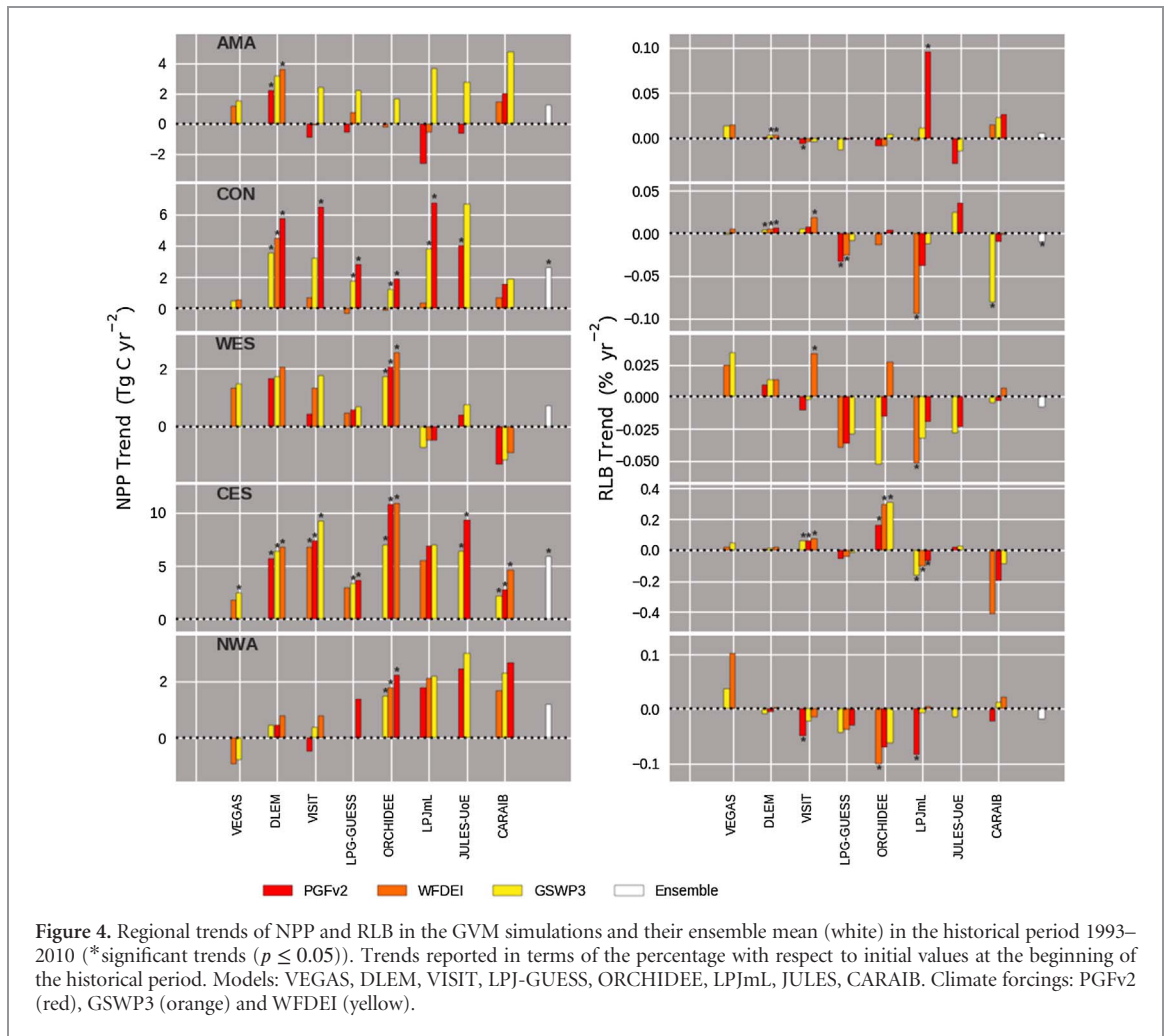 AMA
4
2
0
−2
NPP Trend (Tg C yr⁻²)
CON
6
4
2
0
WES
2
0
CES
10
5
0
NWA
2
0
0.10
0.05
0.00
RLB Trend (% yr⁻²)
0.05
0.00
−0.05
−0.10
0.025
0.000
−0.025
−0.050
0.4
0.2
0.0
−0.2
−0.4
0.1
0.0
−0.1
VEGAS
DLEM
VISIT
LPG-GUESS
ORCHIDEE
LPJmL
JULES-UoE
CARAIB
VEGAS
DLEM
VISIT
LPG-GUESS
ORCHIDEE
LPJmL
JULES-UoE
CARAIB
PGFv2 WFDEI GSWP3 Ensemble
Figure 4. Regional trends of NPP and RLB in the GVM simulations and their ensemble mean (white) in the historical period 1993–
2010 (*significant trends (p ≤ 0.05)). Trends reported in terms of the percentage with respect to initial values at the beginning of
the historical period. Models: VEGAS, DLEM, VISIT, LPJ-GUESS, ORCHIDEE, LPJmL, JULES, CARAIB. Climate forcings: PGFv2
(red), GSWP3 (orange) and WFDEI (yellow).